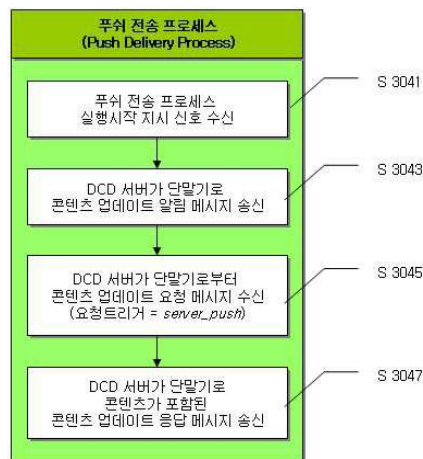 푸쉬 전송 프로세스
(Push Delivery Process)
S 3041
푸쉬 전송 프로세스
실행시작 지시 신호 수신
S 3043
DCD 서버가 단말기로
콘텐츠 업데이트 알림 메시지 송신
S 3045
DCD 서버가 단말기로부터
콘텐츠 업데이트 요청 메시지 수신
(요청트리거 = server_push)
S 3047
DCD 서버가 단말기로
콘텐츠가 포함된
콘텐츠 업데이트 응답 메시지 송신